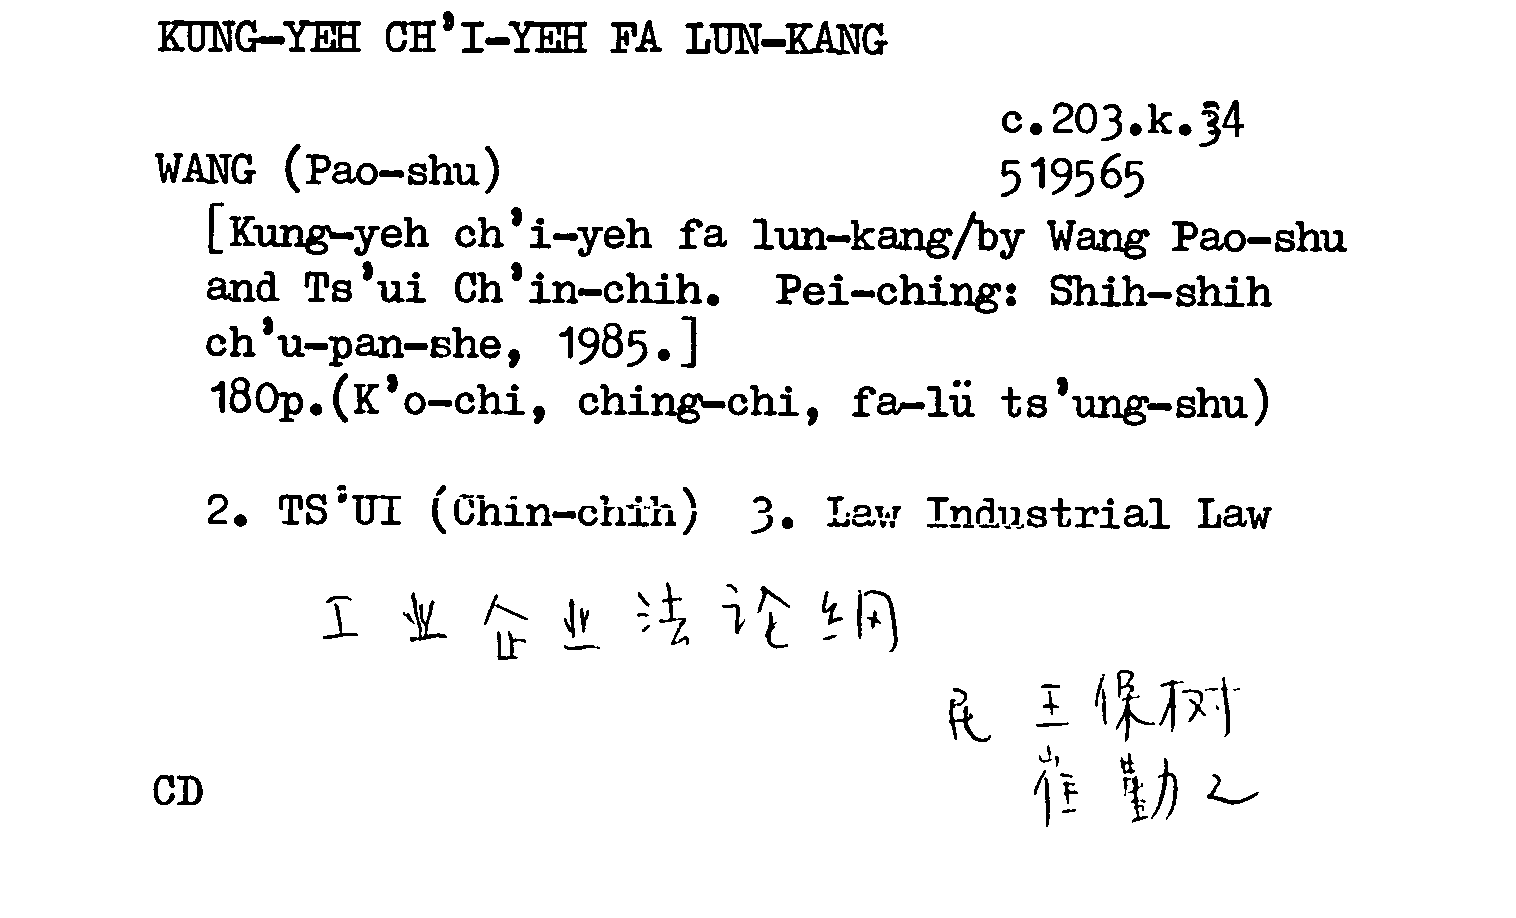 KUNG-YEH CH'I-YEH FA LUN-KANG
c.203.k.34
WANG (Pao-shu) 519565
[Kung-yeh ch'i-yeh fa lun-kang/by Wang Pao-shu
and Ts'ui Ch'in-chih. Pei-ching: Shih-shih
ch'u-pan-she, 1985.]
180p.(K'o-chi, ching-chi, fa-lü ts'ung-shu)
2. TS'UI (Chin-chih) 3. Law Industrial Law
工业企业法论纲
民 王保树
崔勤之
CD